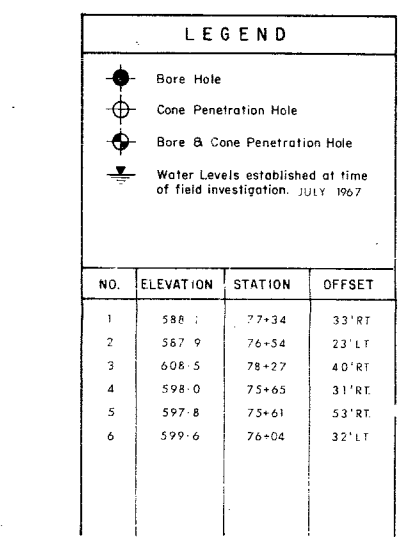 LEGEND
Bore Hole
Cone Penetration Hole
Bore & Cone Penetration Hole
Water Levels established at time
of field investigation. JULY 1967
NO. ELEVATION STATION OFFSET
1 77+34 33'RT
2 587.9 76+54 23'LT
3 608.5 78+27 40'RT
4 598.0 75+65 31'RT.
5 597.8 75+61 53'RT.
6 599.6 76+04 32'LT